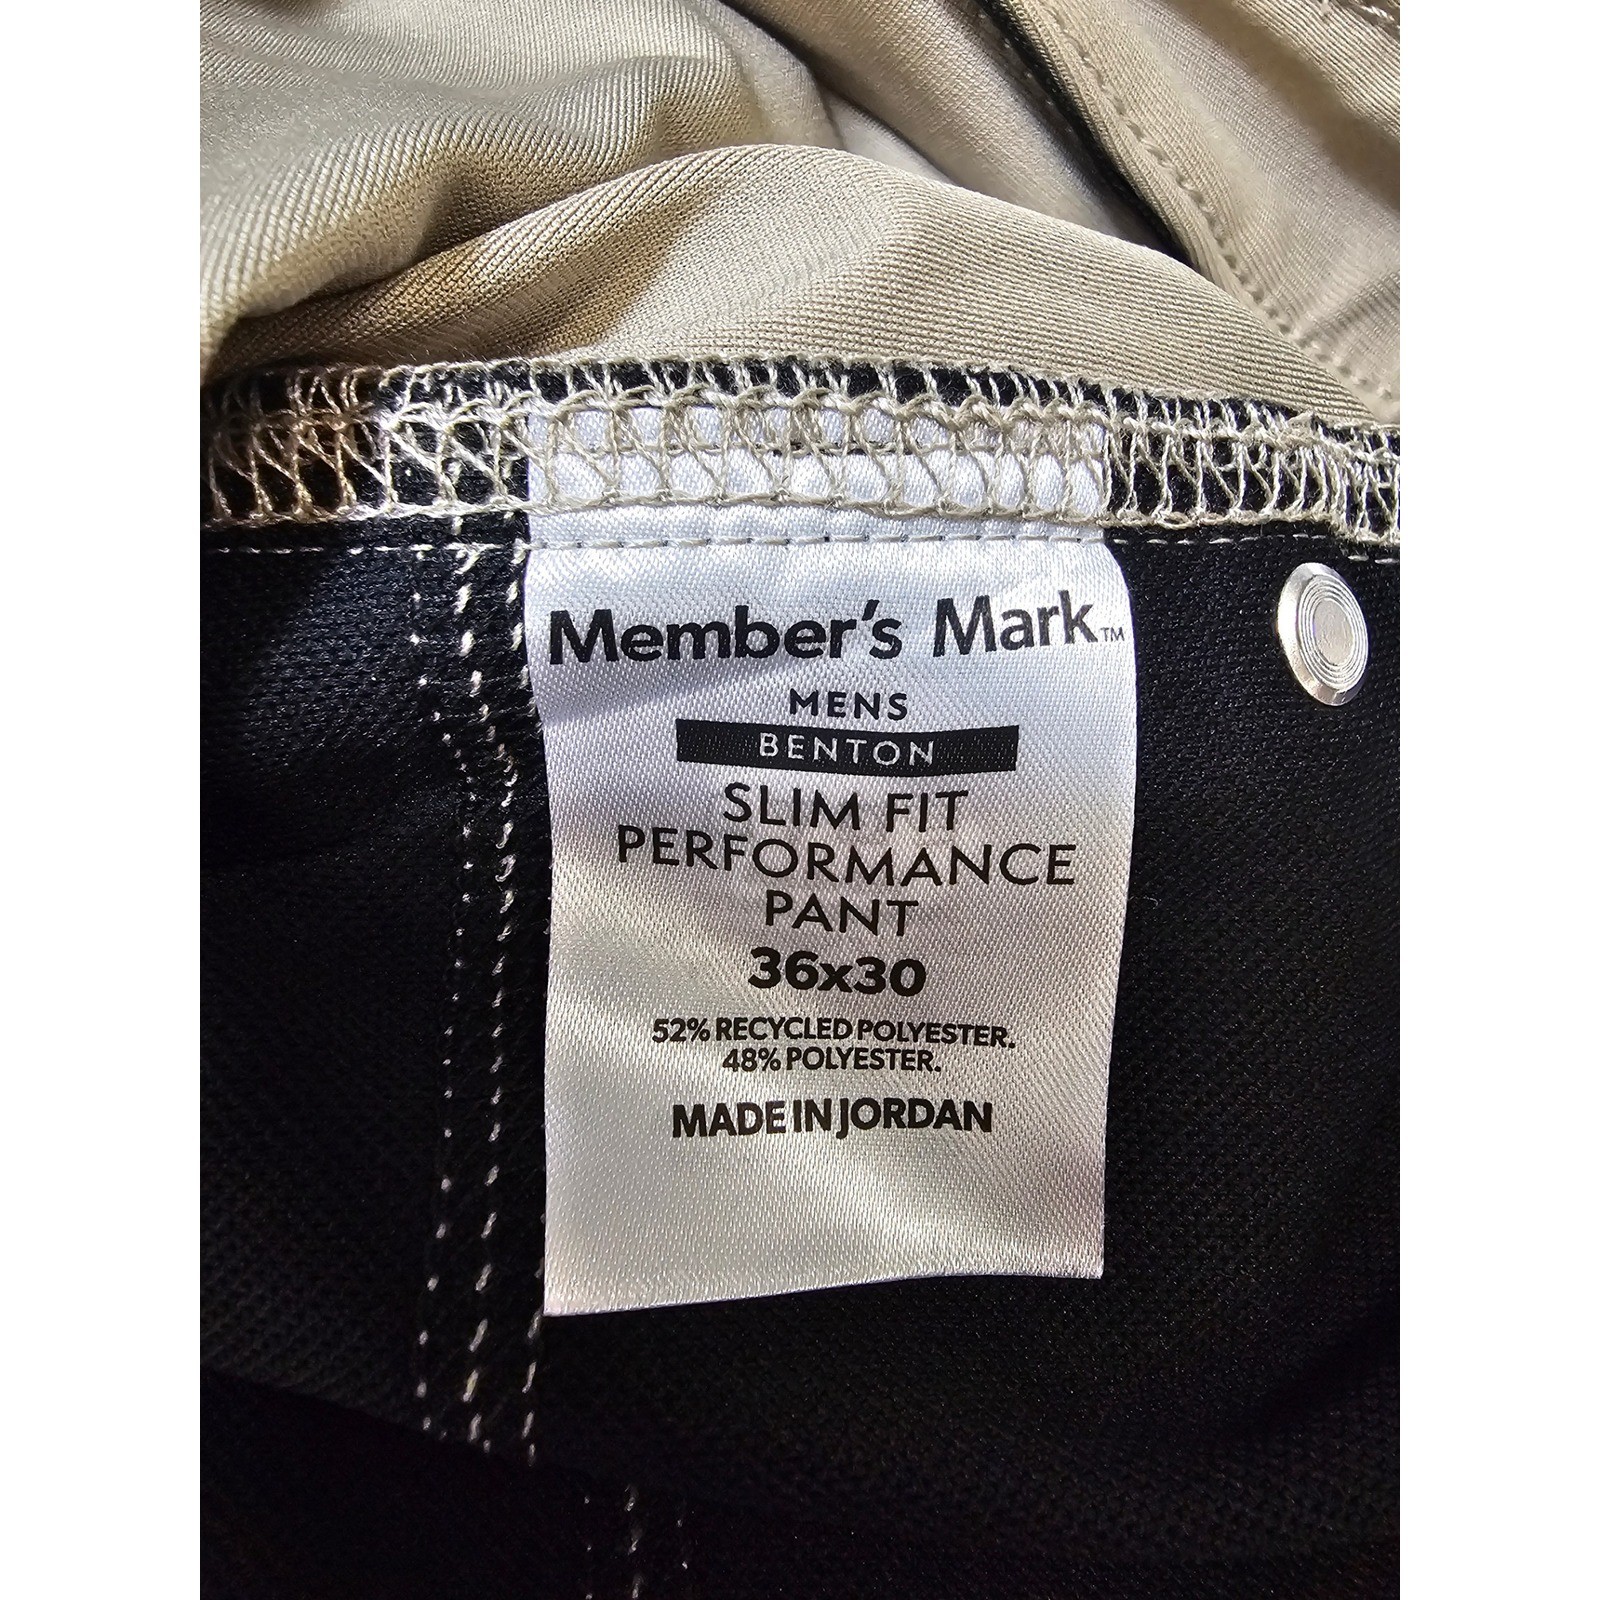 Member's Mark™
MENS
BENTON
SLIM FIT
PERFORMANCE
PANT
36x30
52% RECYCLED POLYESTER.
48% POLYESTER.
MADE IN JORDAN